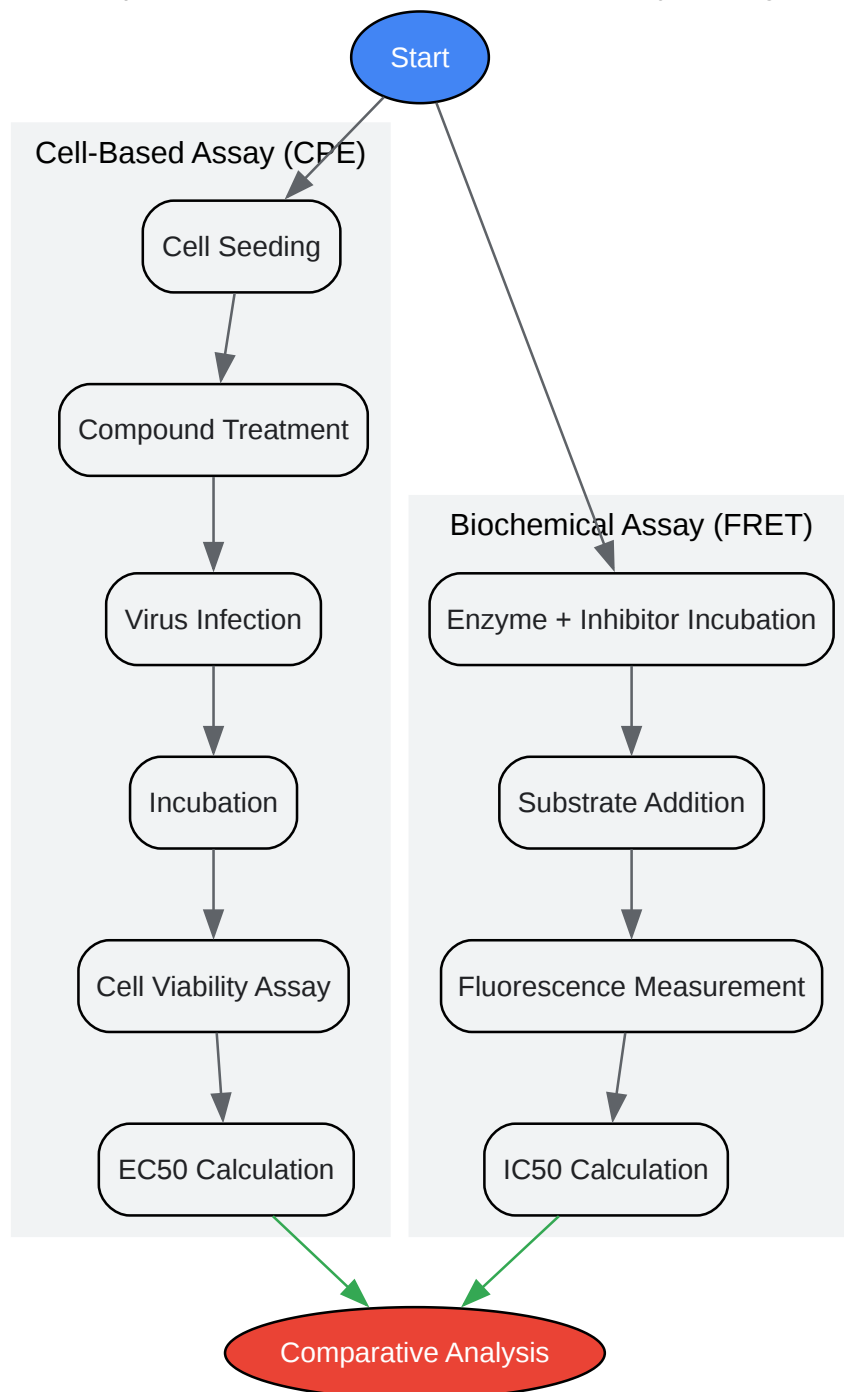 Start
Cell-Based Assay (CPE)
Cell Seeding
Compound Treatment
Virus Infection
Incubation
Cell Viability Assay
EC50 Calculation
Biochemical Assay (FRET)
Enzyme + Inhibitor Incubation
Substrate Addition
Fluorescence Measurement
IC50 Calculation
Comparative Analysis